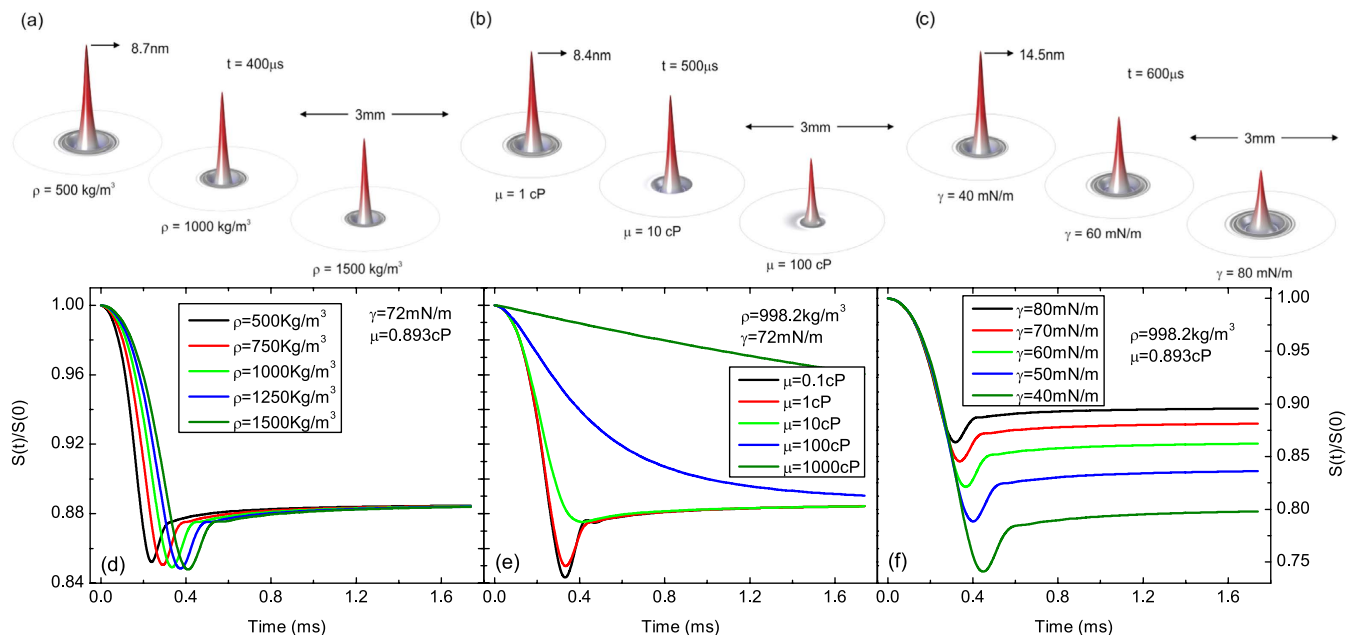 (a)
8.7nm
t = 400μs
3mm
ρ = 500 kg/m³
ρ = 1000 kg/m³
ρ = 1500 kg/m³
(b)
8.4nm
t = 500μs
3mm
μ = 1 cP
μ = 10 cP
μ = 100 cP
(c)
14.5nm
t = 600μs
3mm
γ = 40 mN/m
γ = 60 mN/m
γ = 80 mN/m
S(t)/S(0)
1.00
0.96
0.92
0.88
0.84
ρ=500Kg/m³
ρ=750Kg/m³
ρ=1000Kg/m³
ρ=1250Kg/m³
ρ=1500Kg/m³
γ=72mN/m
μ=0.893cP
(d)
0.0 0.4 0.8 1.2 1.6
Time (ms)
ρ=998.2kg/m³
γ=72mN/m
μ=0.1cP
μ=1cP
μ=10cP
μ=100cP
μ=1000cP
(e)
0.0 0.4 0.8 1.2 1.6
Time (ms)
γ=80mN/m
γ=70mN/m
γ=60mN/m
γ=50mN/m
γ=40mN/m
ρ=998.2kg/m³
μ=0.893cP
(f)
0.0 0.4 0.8 1.2 1.6
Time (ms)
1.00
0.95
0.90
0.85
0.80
0.75
S(t)/S(0)